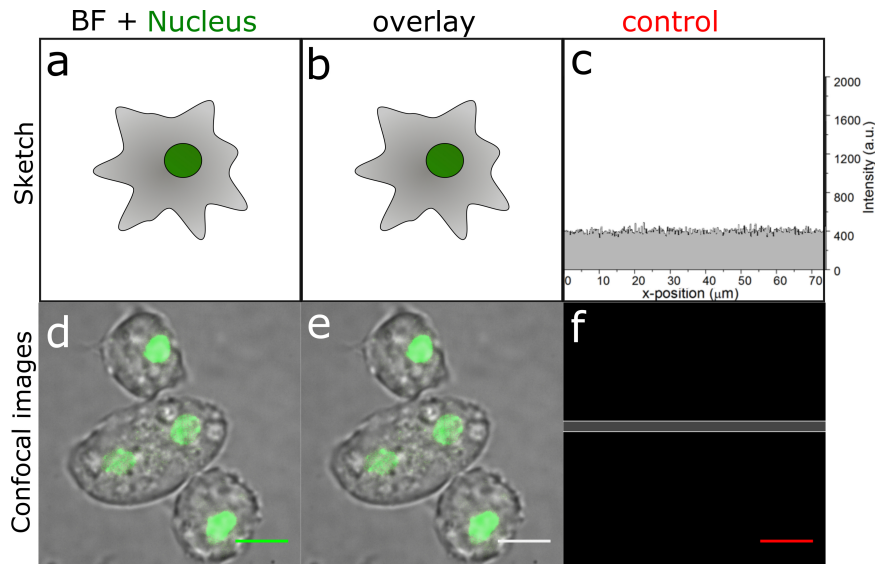 BF + Nucleus
overlay
control
Sketch
a
b
c
2000
1600
1200
800
400
0
Intensity (a.u.)
0 10 20 30 40 50 60 70
x-position (μm)
Confocal images
d
e
f